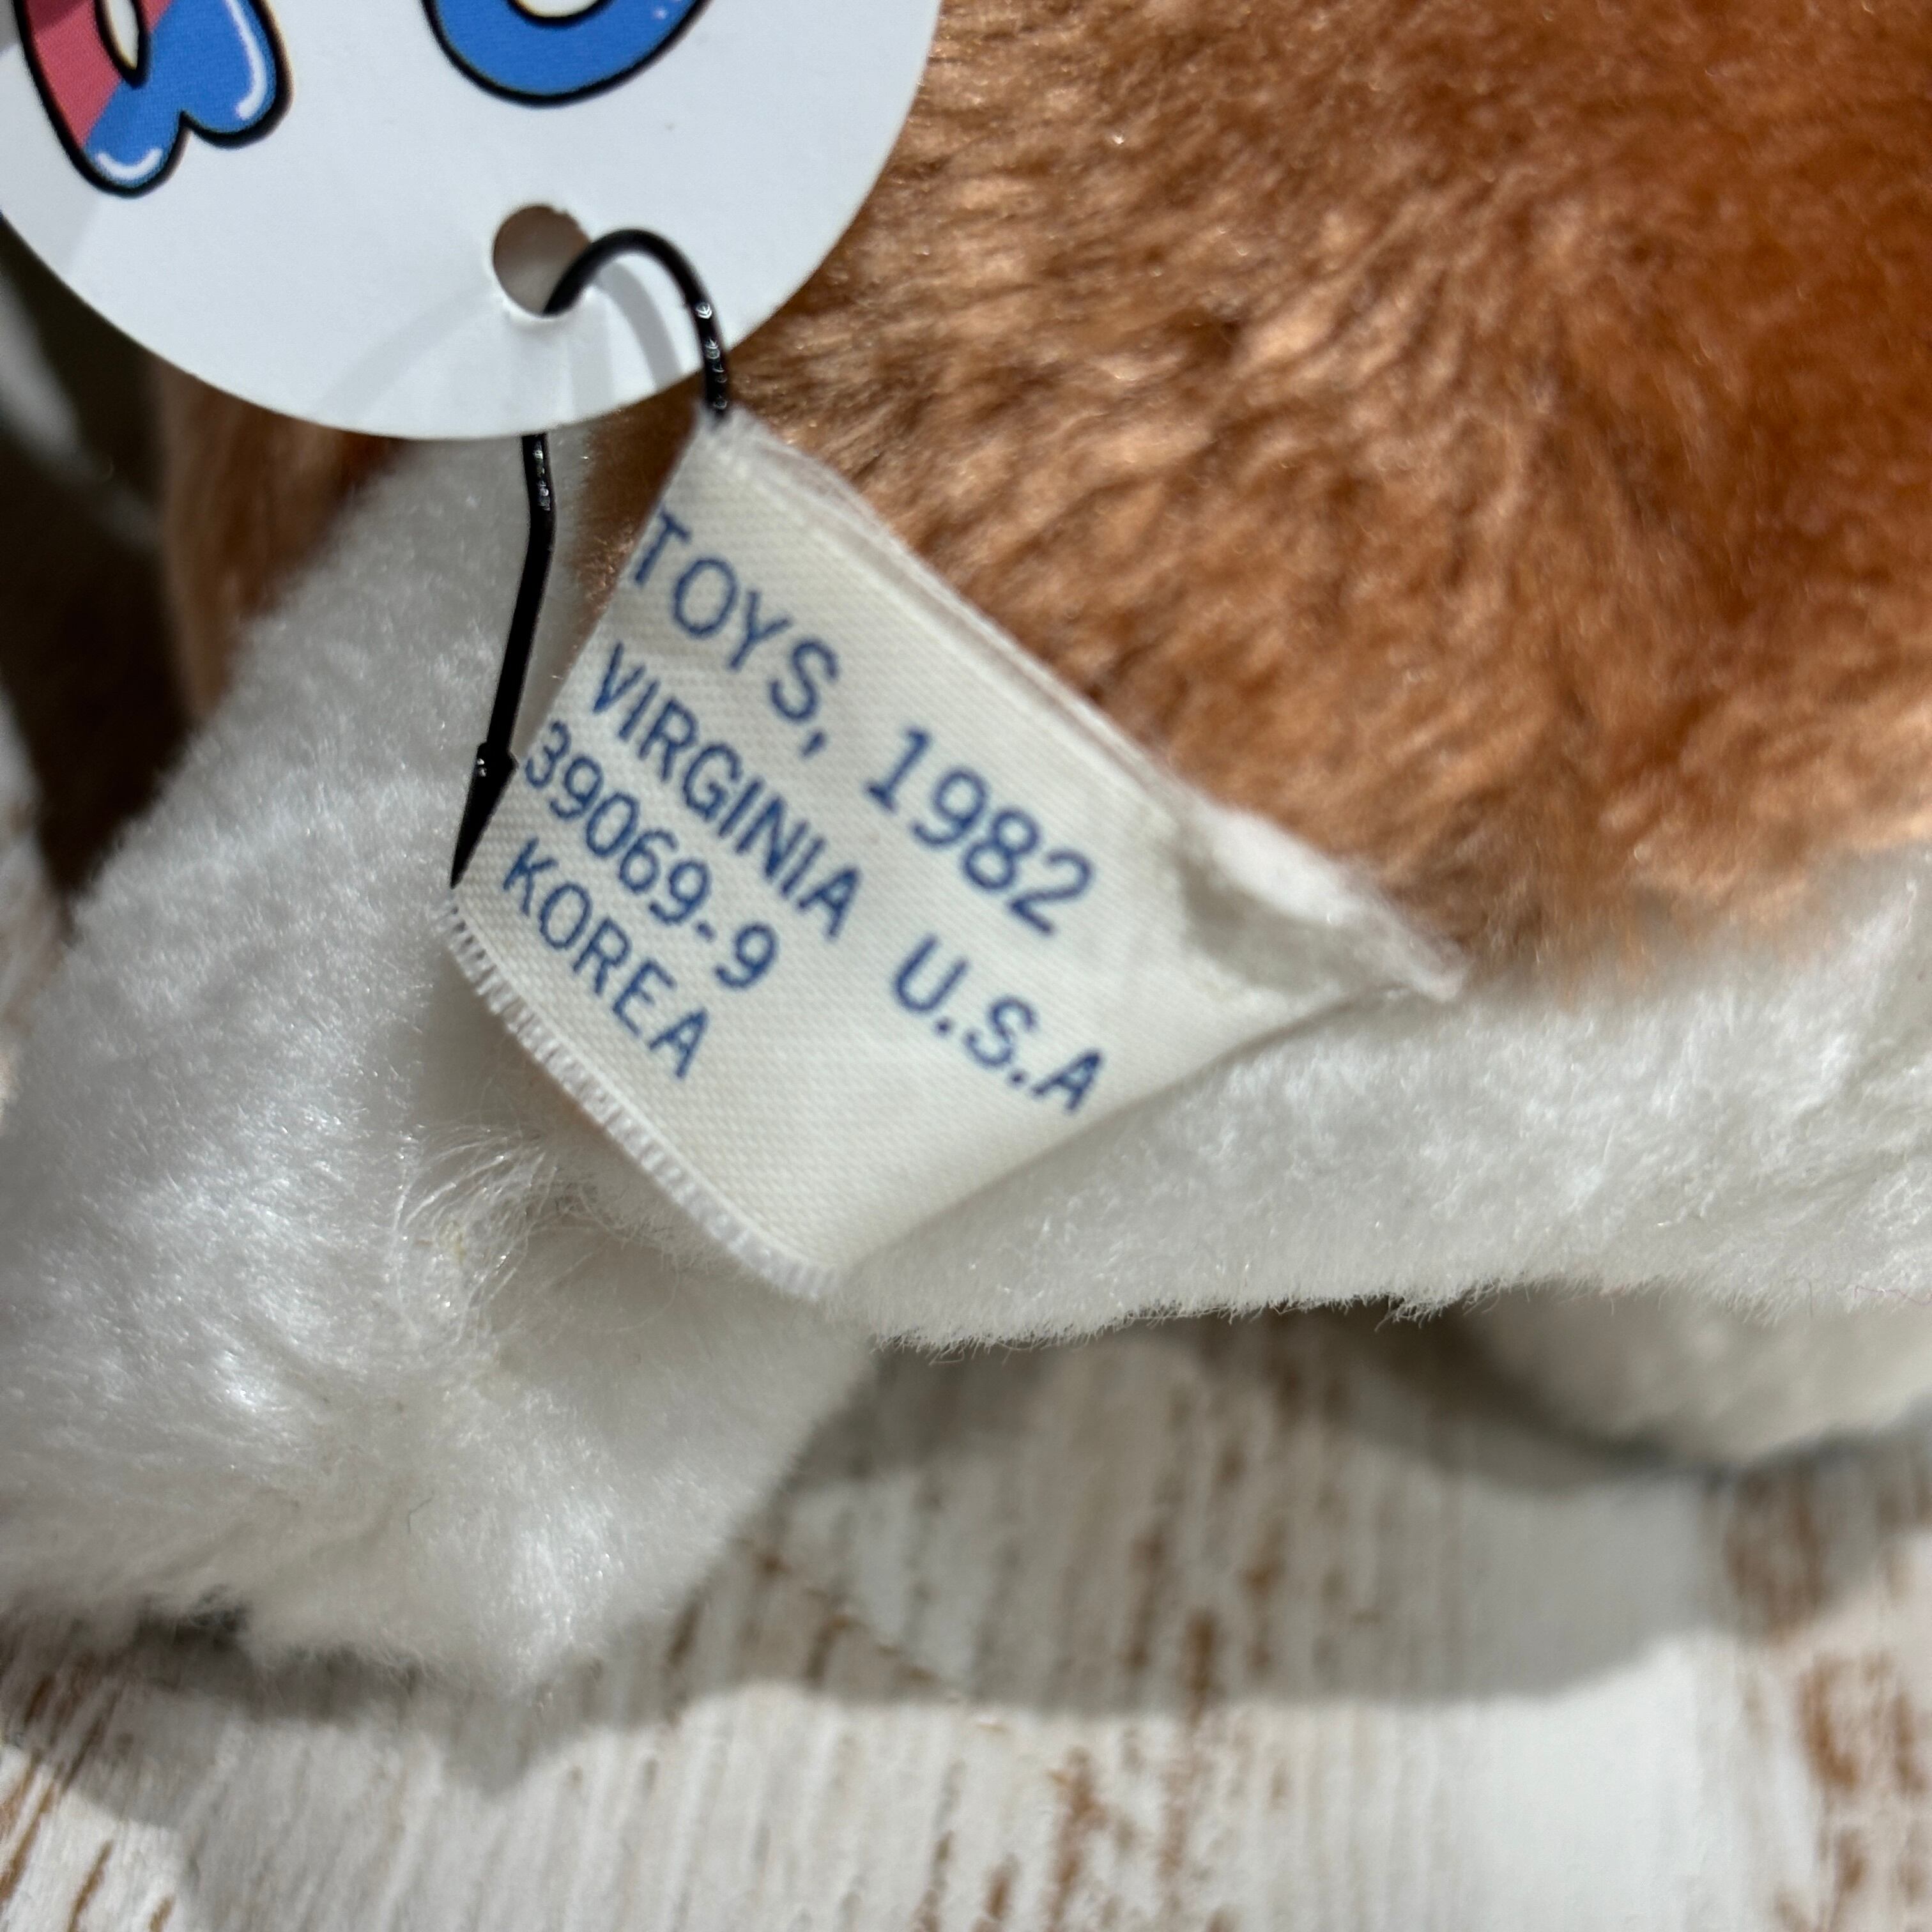 TOYS, 1982
VIRGINIA U.S.A
39069-9
KOREA